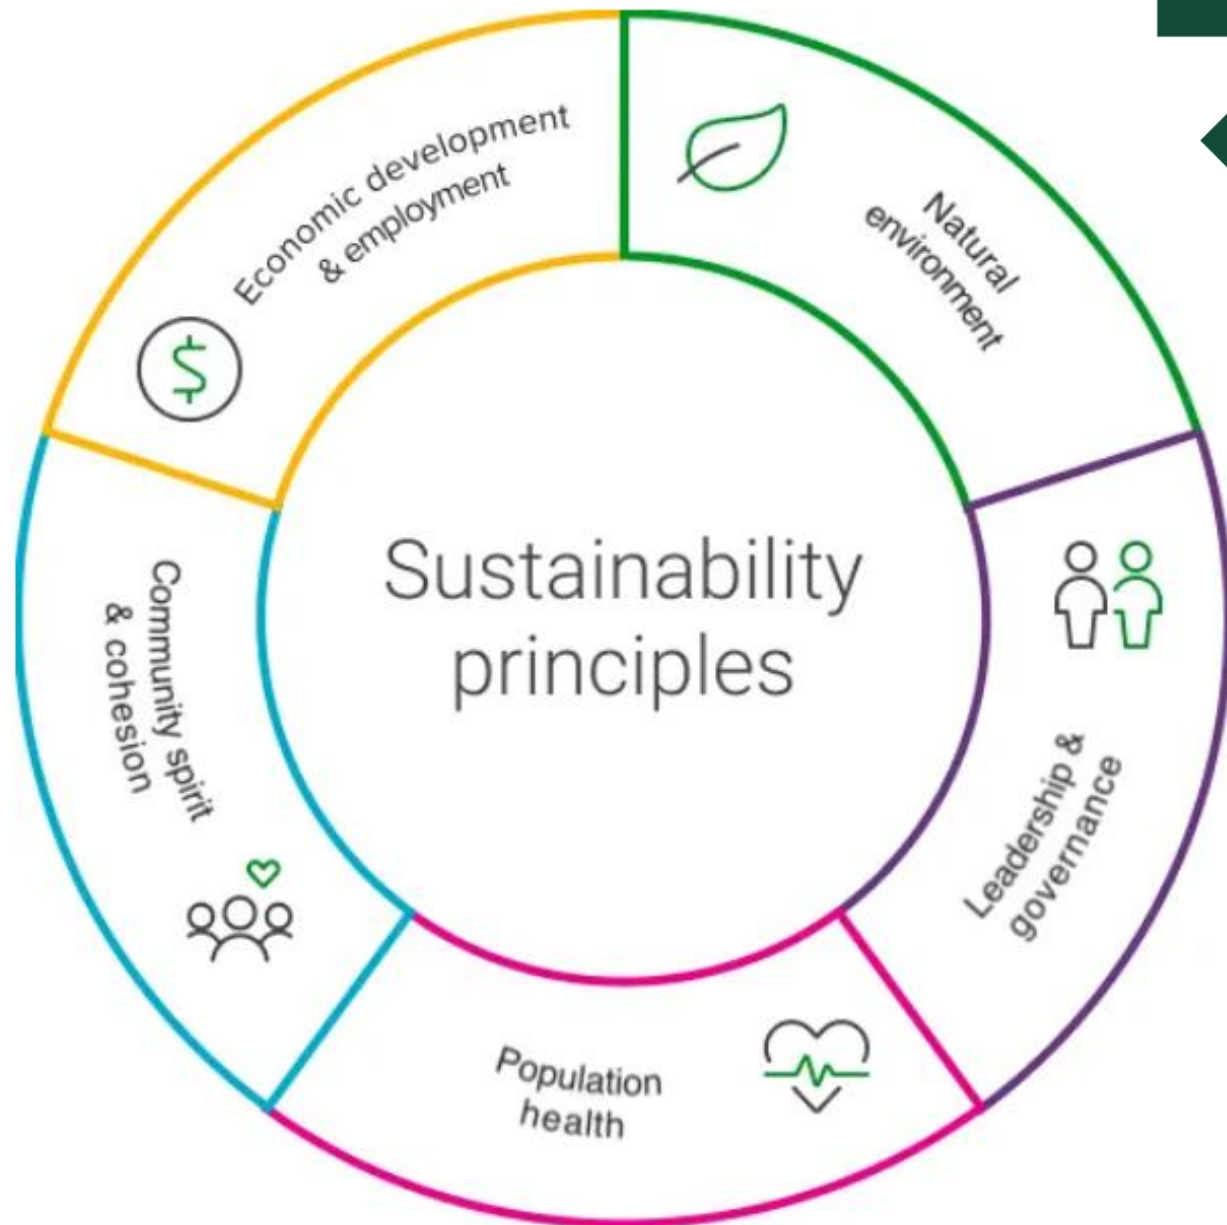 Sustainability
principles
Natural
environment
Leadership &
governance
Population
health
Community spirit
& cohesion
Economic development
& employment
$